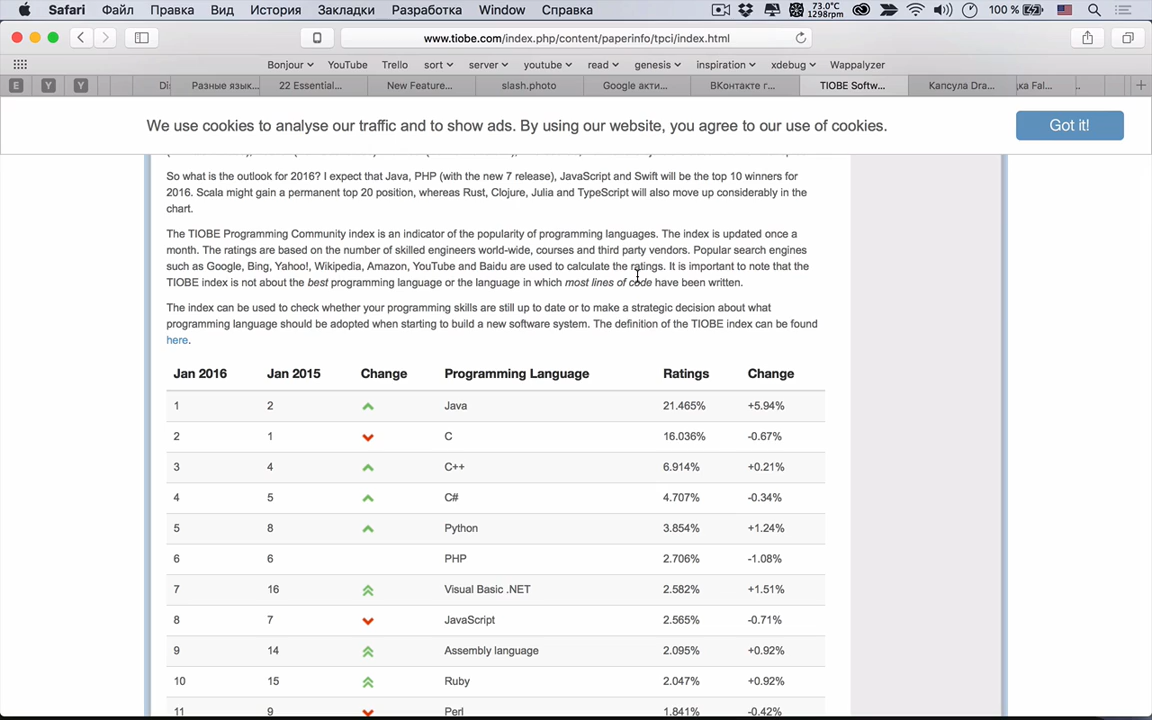 Safari Файл Правка Вид История Закладки Разработка Window Справка 73.0°C 1298rpm 100 %
www.tiobe.com/index.php/content/paperinfo/tpci/index.html
Bonjour YouTube Trello sort server youtube read genesis inspiration xdebug Wappalyzer
E Y Y Di Разные язык... 22 Essential... New Feature... slash.photo Google акти... ВКонтакте г... TIOBE Softw... Капсула Dra... ка Fal...
We use cookies to analyse our traffic and to show ads. By using our website, you agree to our use of cookies. Got it!
So what is the outlook for 2016? I expect that Java, PHP (with the new 7 release), JavaScript and Swift will be the top 10 winners for
2016. Scala might gain a permanent top 20 position, whereas Rust, Clojure, Julia and TypeScript will also move up considerably in the
chart.
The TIOBE Programming Community index is an indicator of the popularity of programming languages. The index is updated once a
month. The ratings are based on the number of skilled engineers world-wide, courses and third party vendors. Popular search engines
such as Google, Bing, Yahoo!, Wikipedia, Amazon, YouTube and Baidu are used to calculate the ratings. It is important to note that the
TIOBE index is not about the best programming language or the language in which most lines of code have been written.
The index can be used to check whether your programming skills are still up to date or to make a strategic decision about what
programming language should be adopted when starting to build a new software system. The definition of the TIOBE index can be found
here.
Jan 2016 Jan 2015 Change Programming Language Ratings Change
1 2 Java 21.465% +5.94%
2 1 C 16.036% -0.67%
3 4 C++ 6.914% +0.21%
4 5 C# 4.707% -0.34%
5 8 Python 3.854% +1.24%
6 6 PHP 2.706% -1.08%
7 16 Visual Basic .NET 2.582% +1.51%
8 7 JavaScript 2.565% -0.71%
9 14 Assembly language 2.095% +0.92%
10 15 Ruby 2.047% +0.92%
11 9 Perl 1.841% -0.42%